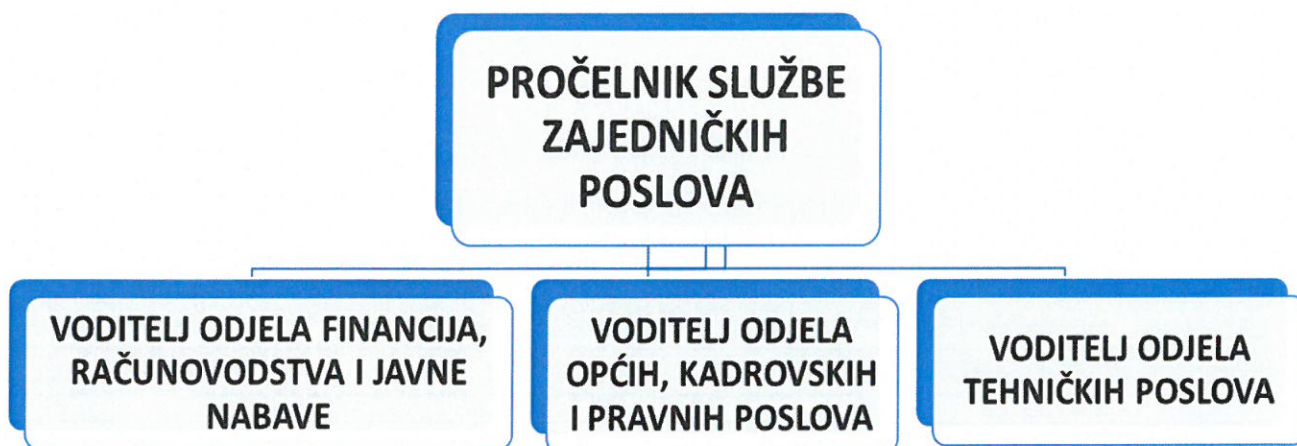 PROČELNIK SLUŽBE
ZAJEDNIČKIH
POSLOVA
VODITELJ ODJELA FINANCIJA,
RAČUNOVODSTVA I JAVNE
NABAVE
VODITELJ ODJELA
OPĆIH, KADROVSKIH
I PRAVNIH POSLOVA
VODITELJ ODJELA
TEHNIČKIH POSLOVA